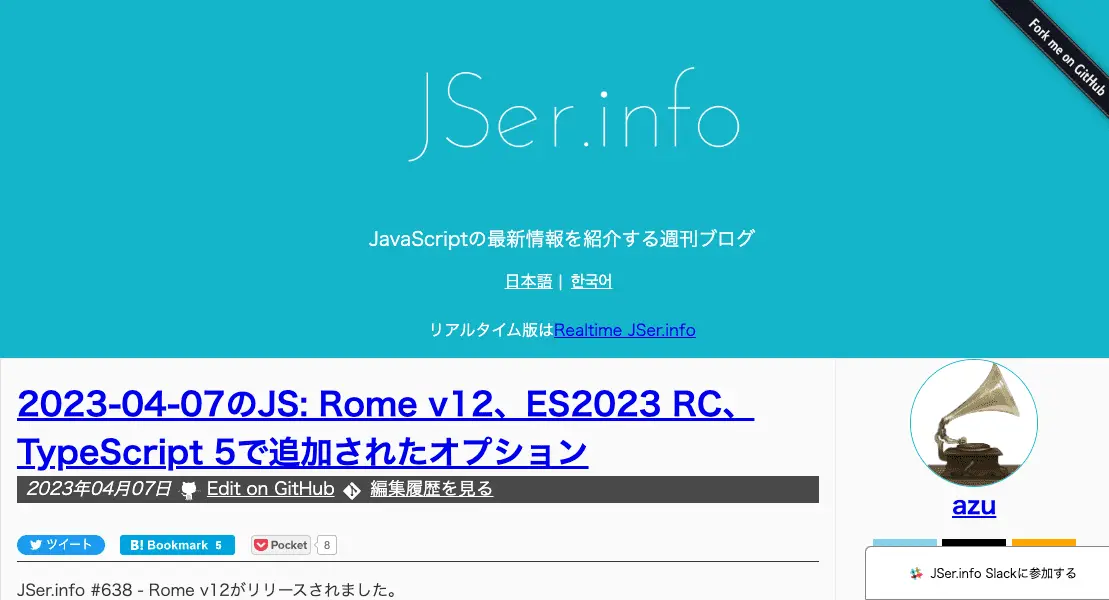 Fork me on GitHub
JSer.info
JavaScriptの最新情報を紹介する週刊ブログ
日本語 | 한국어
リアルタイム版はRealtime JSer.info
2023-04-07のJS: Rome v12、ES2023 RC、
TypeScript 5で追加されたオプション
2023年04月07日 Edit on GitHub 編集履歴を見る
azu
ツイート B! Bookmark 5 Pocket 8
JSer.info #638 - Rome v12がリリースされました。
JSer.info Slackに参加する